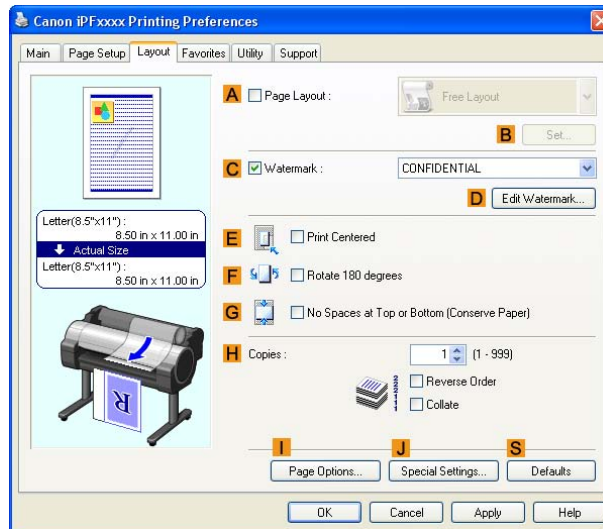 Canon iPFxxxx Printing Preferences
Main Page Setup Layout Favorites Utility Support
A Page Layout : Free Layout
B Set...
C Watermark : CONFIDENTIAL
D Edit Watermark...
Letter(8.5"x11") :
8.50 in x 11.00 in
Actual Size
Letter(8.5"x11") :
8.50 in x 11.00 in
E Print Centered
F Rotate 180 degrees
G No Spaces at Top or Bottom (Conserve Paper)
H Copies : 1 (1 - 999)
Reverse Order
Collate
R
I J S
Page Options... Special Settings... Defaults
OK Cancel Apply Help